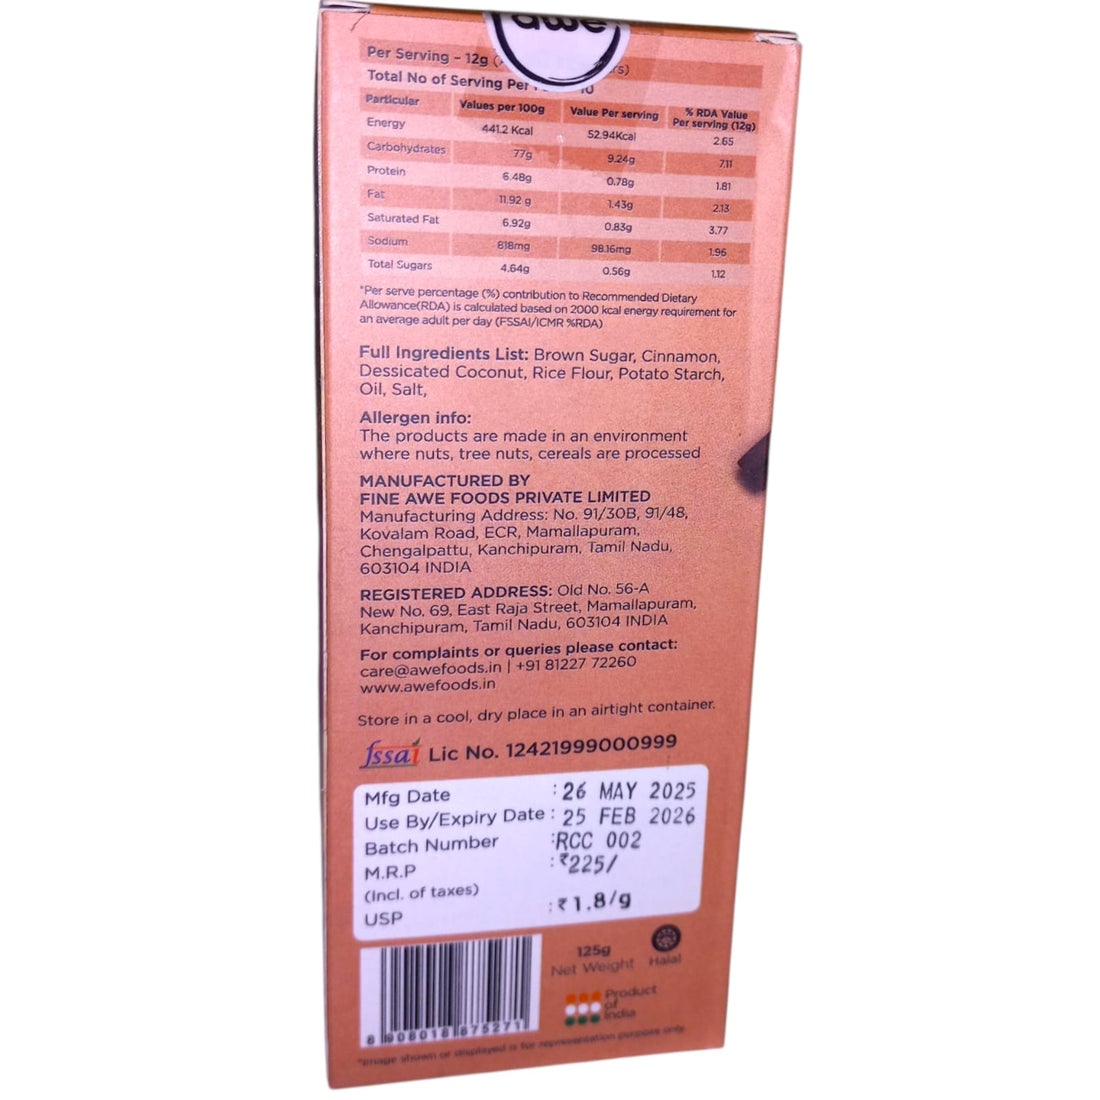 awe
Per Serving - 12g
Total No of Serving Per 10
Particular Values per 100g Value Per serving % RDA Value Per serving (12g)
Energy 441.2 Kcal 52.94Kcal 2.65
Carbohydrates 77g 9.24g 7.11
Protein 6.48g 0.78g 1.81
Fat 11.92 g 1.43g 2.13
Saturated Fat 6.92g 0.83g 3.77
Sodium 818mg 98.16mg 1.96
Total Sugars 4.64g 0.56g 1.12
*Per serve percentage (%) contribution to Recommended Dietary
Allowance(RDA) is calculated based on 2000 kcal energy requirement for
an average adult per day (FSSAI/ICMR %RDA)
Full Ingredients List: Brown Sugar, Cinnamon,
Dessicated Coconut, Rice Flour, Potato Starch,
Oil, Salt,
Allergen info:
The products are made in an environment
where nuts, tree nuts, cereals are processed
MANUFACTURED BY
FINE AWE FOODS PRIVATE LIMITED
Manufacturing Address: No. 91/30B, 91/48,
Kovalam Road, ECR, Mamallapuram,
Chengalpattu, Kanchipuram, Tamil Nadu,
603104 INDIA
REGISTERED ADDRESS: Old No. 56-A
New No. 69, East Raja Street, Mamallapuram,
Kanchipuram, Tamil Nadu, 603104 INDIA
For complaints or queries please contact:
care@awefoods.in | +91 81227 72260
www.awefoods.in
Store in a cool, dry place in an airtight container.
fssai Lic No. 12421999000999
Mfg Date : 26 MAY 2025
Use By/Expiry Date : 25 FEB 2026
Batch Number :RCC 002
M.R.P : ₹225/
(Incl. of taxes)
USP : ₹1.8/g
125g
Net Weight
Halal
Product
of
India
8 908018 875271
*Image shown or displayed is for representation purpose only